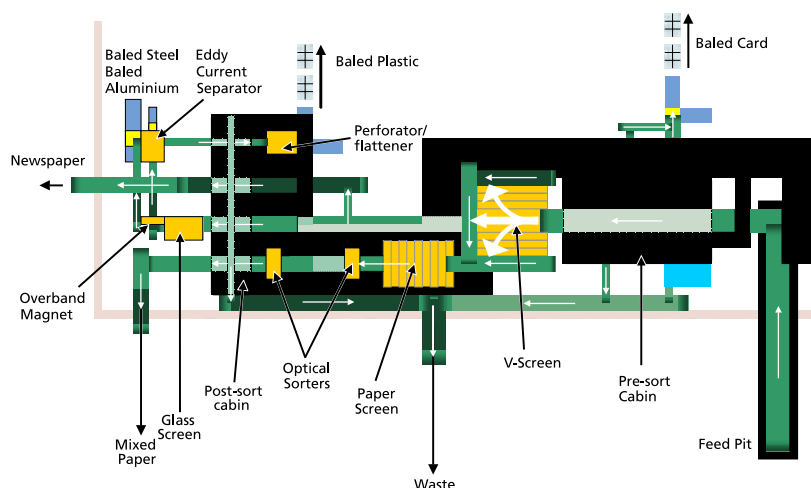 Baled Steel
Baled
Aluminium
Eddy
Current
Separator
Baled Plastic
Baled Card
Perforator/
flattener
Newspaper
Overband
Magnet
Glass
Screen
Mixed
Paper
Post-sort
cabin
Optical
Sorters
Paper
Screen
V-Screen
Pre-sort
Cabin
Feed Pit
Waste